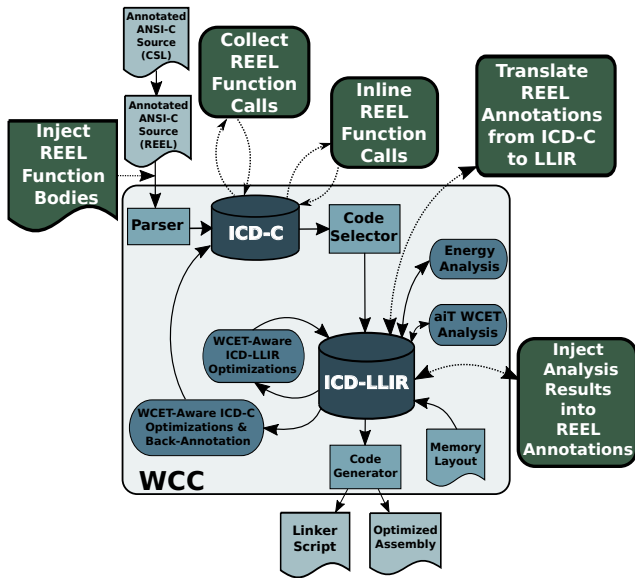 Annotated
ANSI-C
Source
(CSL)
Annotated
ANSI-C
Source
(REEL)
Collect
REEL
Function
Calls
Inline
REEL
Function
Calls
Translate
REEL
Annotations
from ICD-C
to LLIR
Inject
REEL
Function
Bodies
Parser
ICD-C
Code
Selector
Energy
Analysis
aiT WCET
Analysis
WCET-Aware
ICD-LLIR
Optimizations
ICD-LLIR
Inject
Analysis
Results
into
REEL
Annotations
WCET-Aware ICD-C
Optimizations &
Back-Annotation
Code
Generator
Memory
Layout
WCC
Linker
Script
Optimized
Assembly